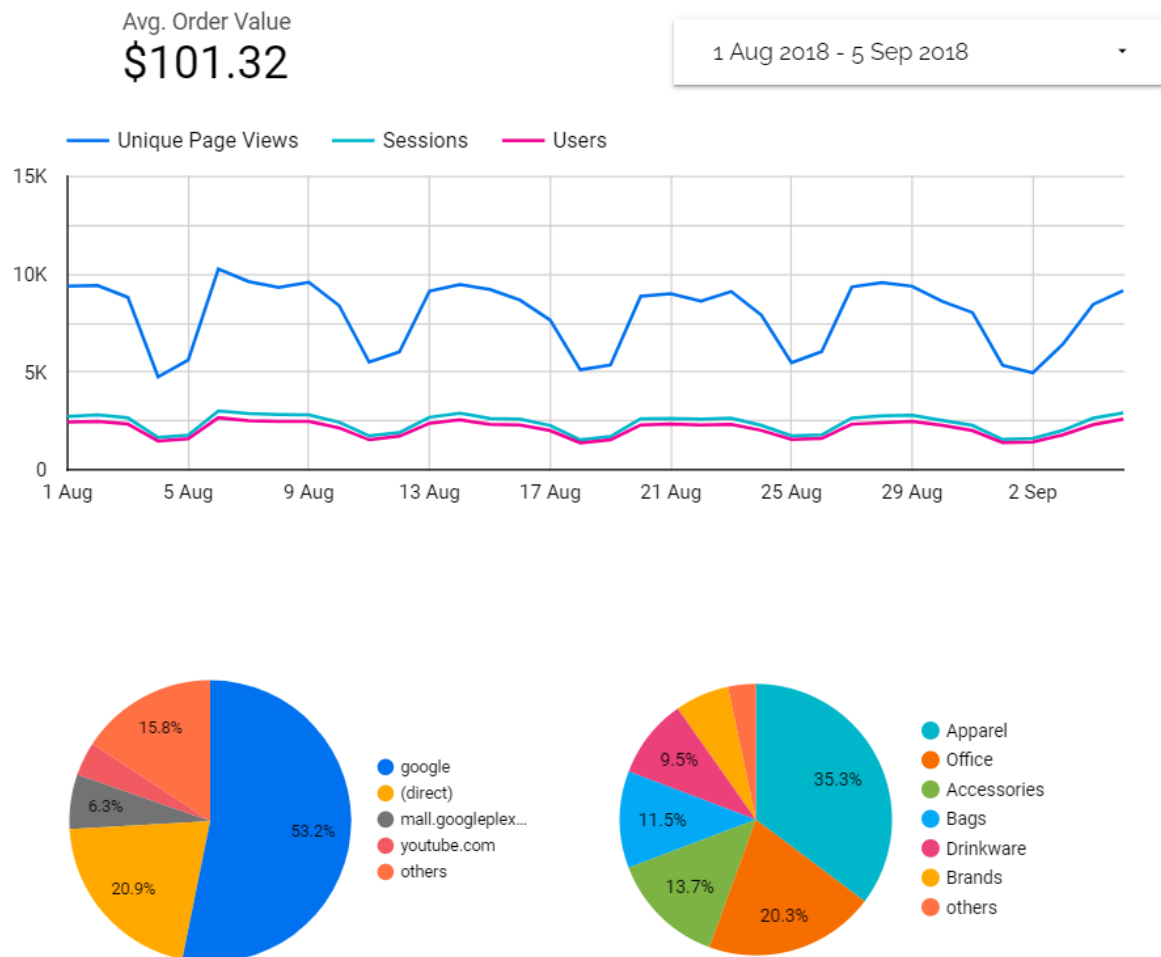 Avg. Order Value
$101.32
1 Aug 2018 - 5 Sep 2018
Unique Page Views Sessions Users
15K
10K
5K
0
1 Aug 5 Aug 9 Aug 13 Aug 17 Aug 21 Aug 25 Aug 29 Aug 2 Sep
15.8%
6.3%
53.2%
20.9%
google
(direct)
mall.googleplex...
youtube.com
others
35.3%
9.5%
11.5%
13.7%
20.3%
Apparel
Office
Accessories
Bags
Drinkware
Brands
others